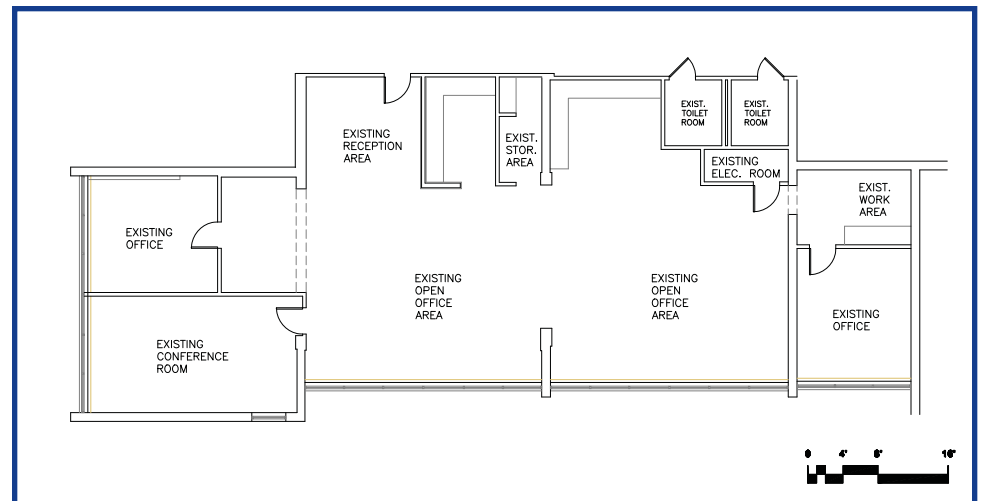 EXIST.
TOILET
ROOM
EXIST.
TOILET
ROOM
EXISTING
RECEPTION
AREA
EXIST.
STOR.
AREA
EXISTING
ELEC. ROOM
EXIST.
WORK
AREA
EXISTING
OFFICE
EXISTING
OPEN
OFFICE
AREA
EXISTING
OPEN
OFFICE
AREA
EXISTING
OFFICE
EXISTING
CONFERENCE
ROOM
0 4' 8' 16'